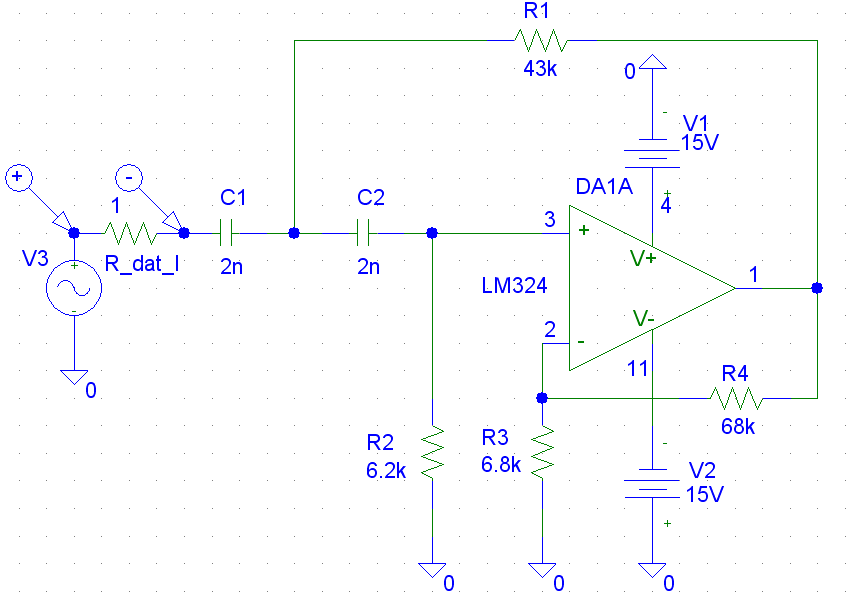 R1
43k
0
-
V1
15V
+
4
+
-
1
C1
C2
DA1A
3
+
V3
+
-
R_dat_I
2n
2n
LM324
V+
1
V-
2
-
11
0
R4
68k
R2
6.2k
R3
6.8k
-
V2
15V
+
0
0
0